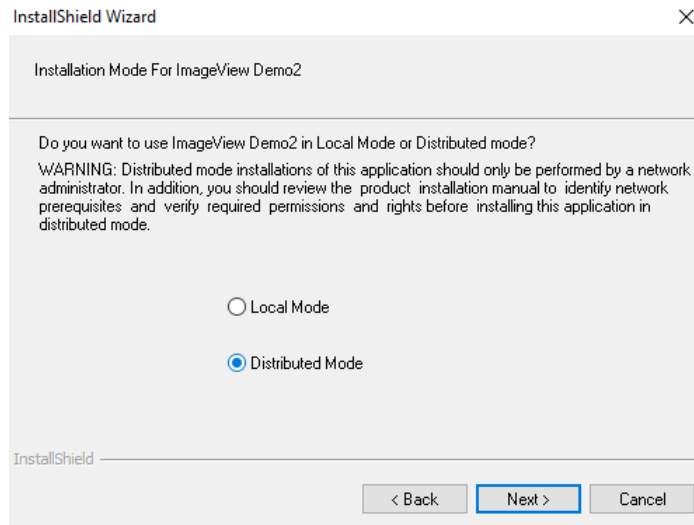 InstallShield Wizard
Installation Mode For ImageView Demo2
Do you want to use ImageView Demo2 in Local Mode or Distributed mode?
WARNING: Distributed mode installations of this application should only be performed by a network
administrator. In addition, you should review the product installation manual to identify network
prerequisites and verify required permissions and rights before installing this application in
distributed mode.
Local Mode
Distributed Mode
InstallShield
< Back Next > Cancel